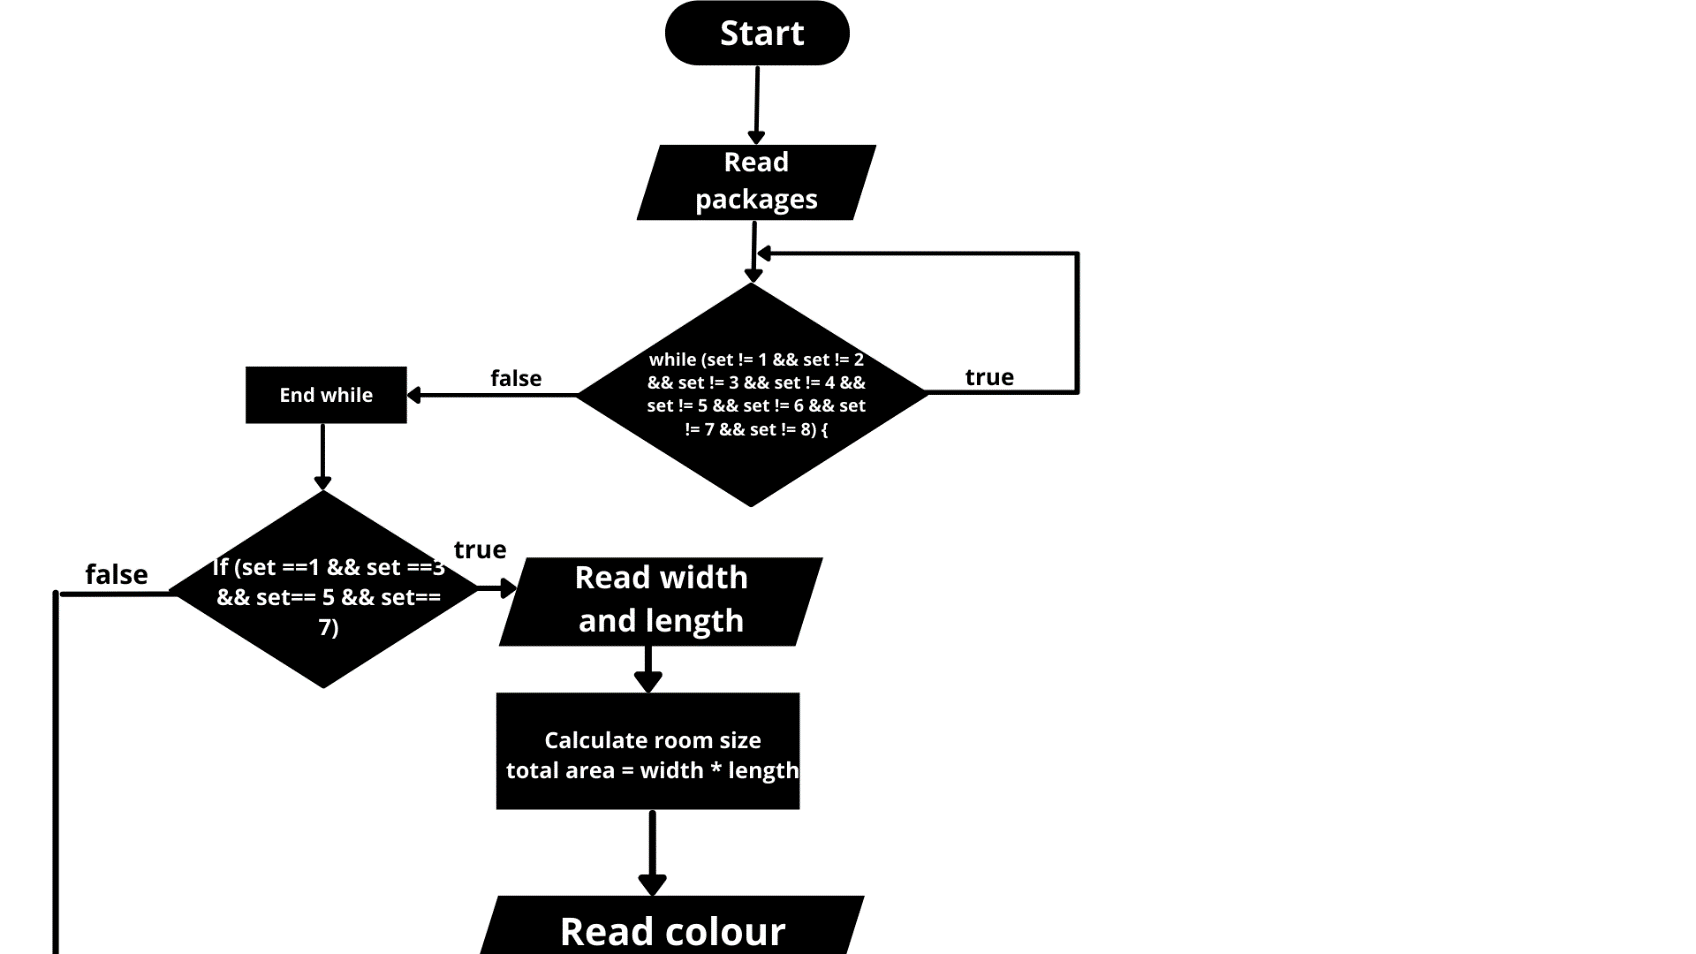 Start
Read
packages
while (set != 1 && set != 2
&& set != 3 && set != 4 &&
set != 5 && set != 6 && set
!= 7 && set != 8) {
false
true
End while
If (set ==1 && set ==3
&& set== 5 && set==
7)
false
true
Read width
and length
Calculate room size
total area = width * length
Read colour